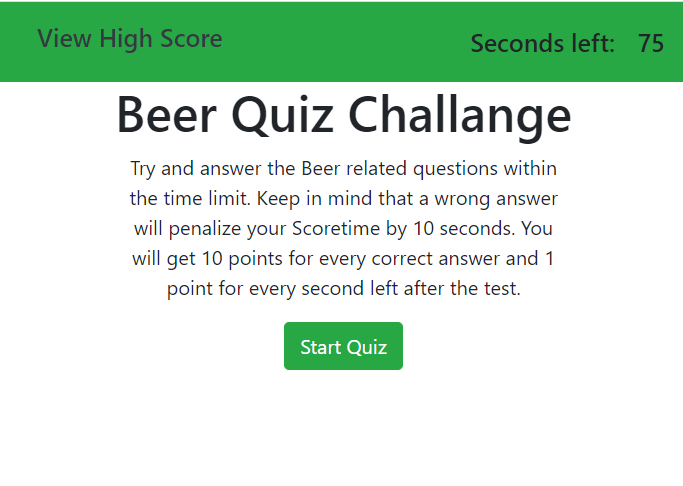 View High Score
Seconds left: 75
Beer Quiz Challange
Try and answer the Beer related questions within
the time limit. Keep in mind that a wrong answer
will penalize your Scoretime by 10 seconds. You
will get 10 points for every correct answer and 1
point for every second left after the test.
Start Quiz